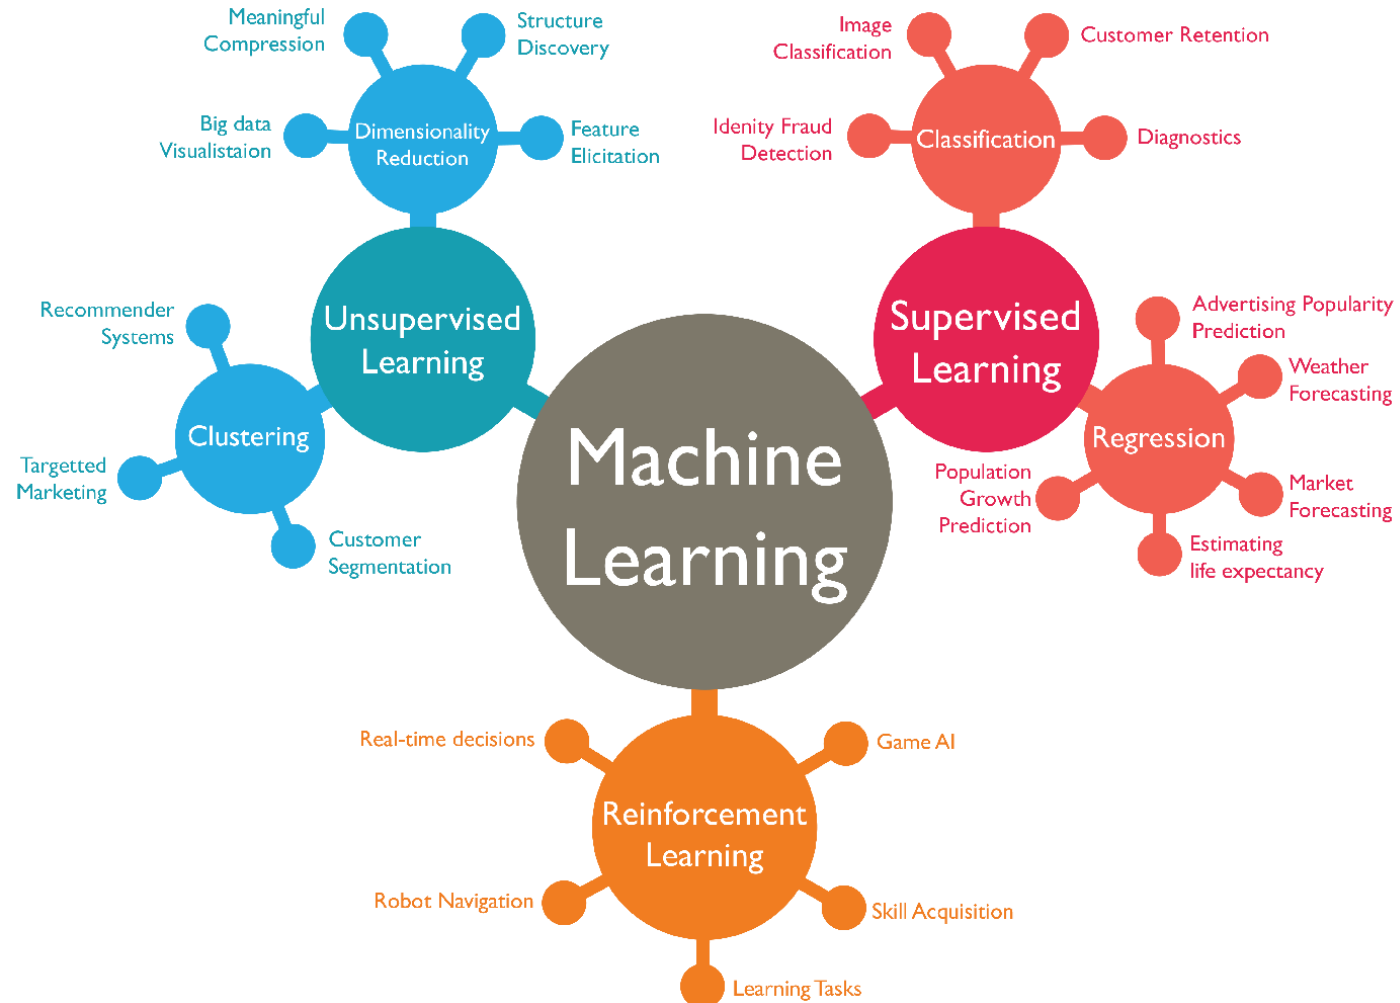 Meaningful
Compression
Structure
Discovery
Big data
Visualistaion
Dimensionality
Reduction
Feature
Elicitation
Image
Classification
Customer Retention
Idenity Fraud
Detection
Classification
Diagnostics
Unsupervised
Learning
Recommender
Systems
Clustering
Targetted
Marketing
Customer
Segmentation
Machine
Learning
Supervised
Learning
Advertising Popularity
Prediction
Weather
Forecasting
Regression
Population
Growth
Prediction
Market
Forecasting
Estimating
life expectancy
Real-time decisions
Game AI
Reinforcement
Learning
Robot Navigation
Skill Acquisition
Learning Tasks